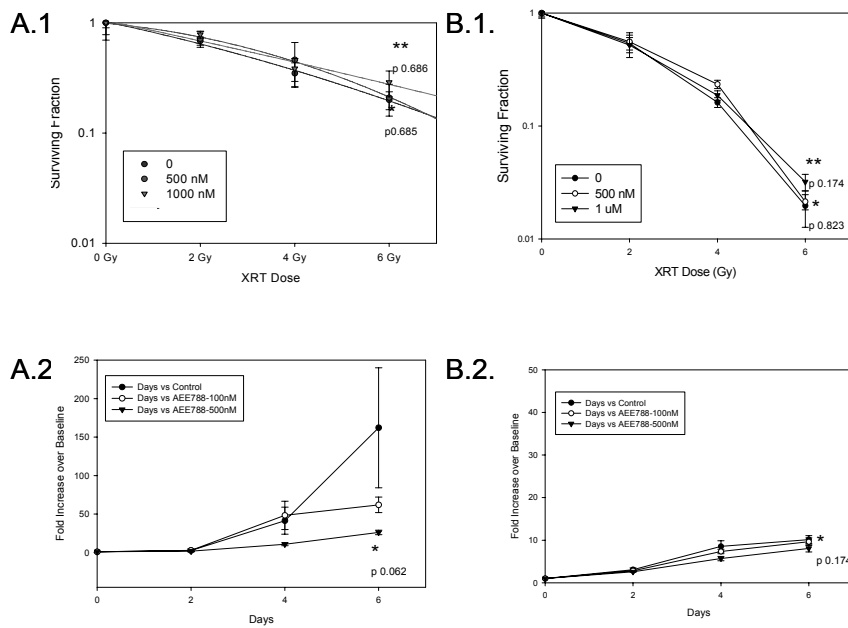 A.1
1
0.1
0.01
Surviving Fraction
**
p 0.686
*
p0.685
0
500 nM
1000 nM
0 Gy
2 Gy
4 Gy
6 Gy
XRT Dose
B.1.
1
0.1
0.01
Surviving Fraction
0
500 nM
1 uM
**
p 0.174
*
p 0.823
0
2
4
6
XRT Dose (Gy)
A.2
250
200
150
100
50
0
Fold Increase over Baseline
Days vs Control
Days vs AEE788-100nM
Days vs AEE788-500nM
*
p 0.062
0
2
4
6
Days
B.2.
50
40
30
20
10
0
Fold Increase over Baseline
Days vs Control
Days vs AEE788-100nM
Days vs AEE788-500nM
*
p 0.174
0
2
4
6
Days